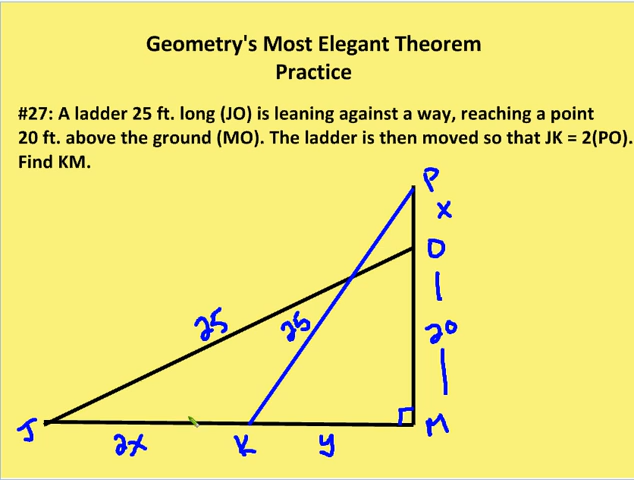 Geometry's Most Elegant Theorem
Practice
#27: A ladder 25 ft. long (JO) is leaning against a way, reaching a point
20 ft. above the ground (MO). The ladder is then moved so that JK = 2(PO).
Find KM.
P
x
O
25
25
20
J
2x
K
y
M